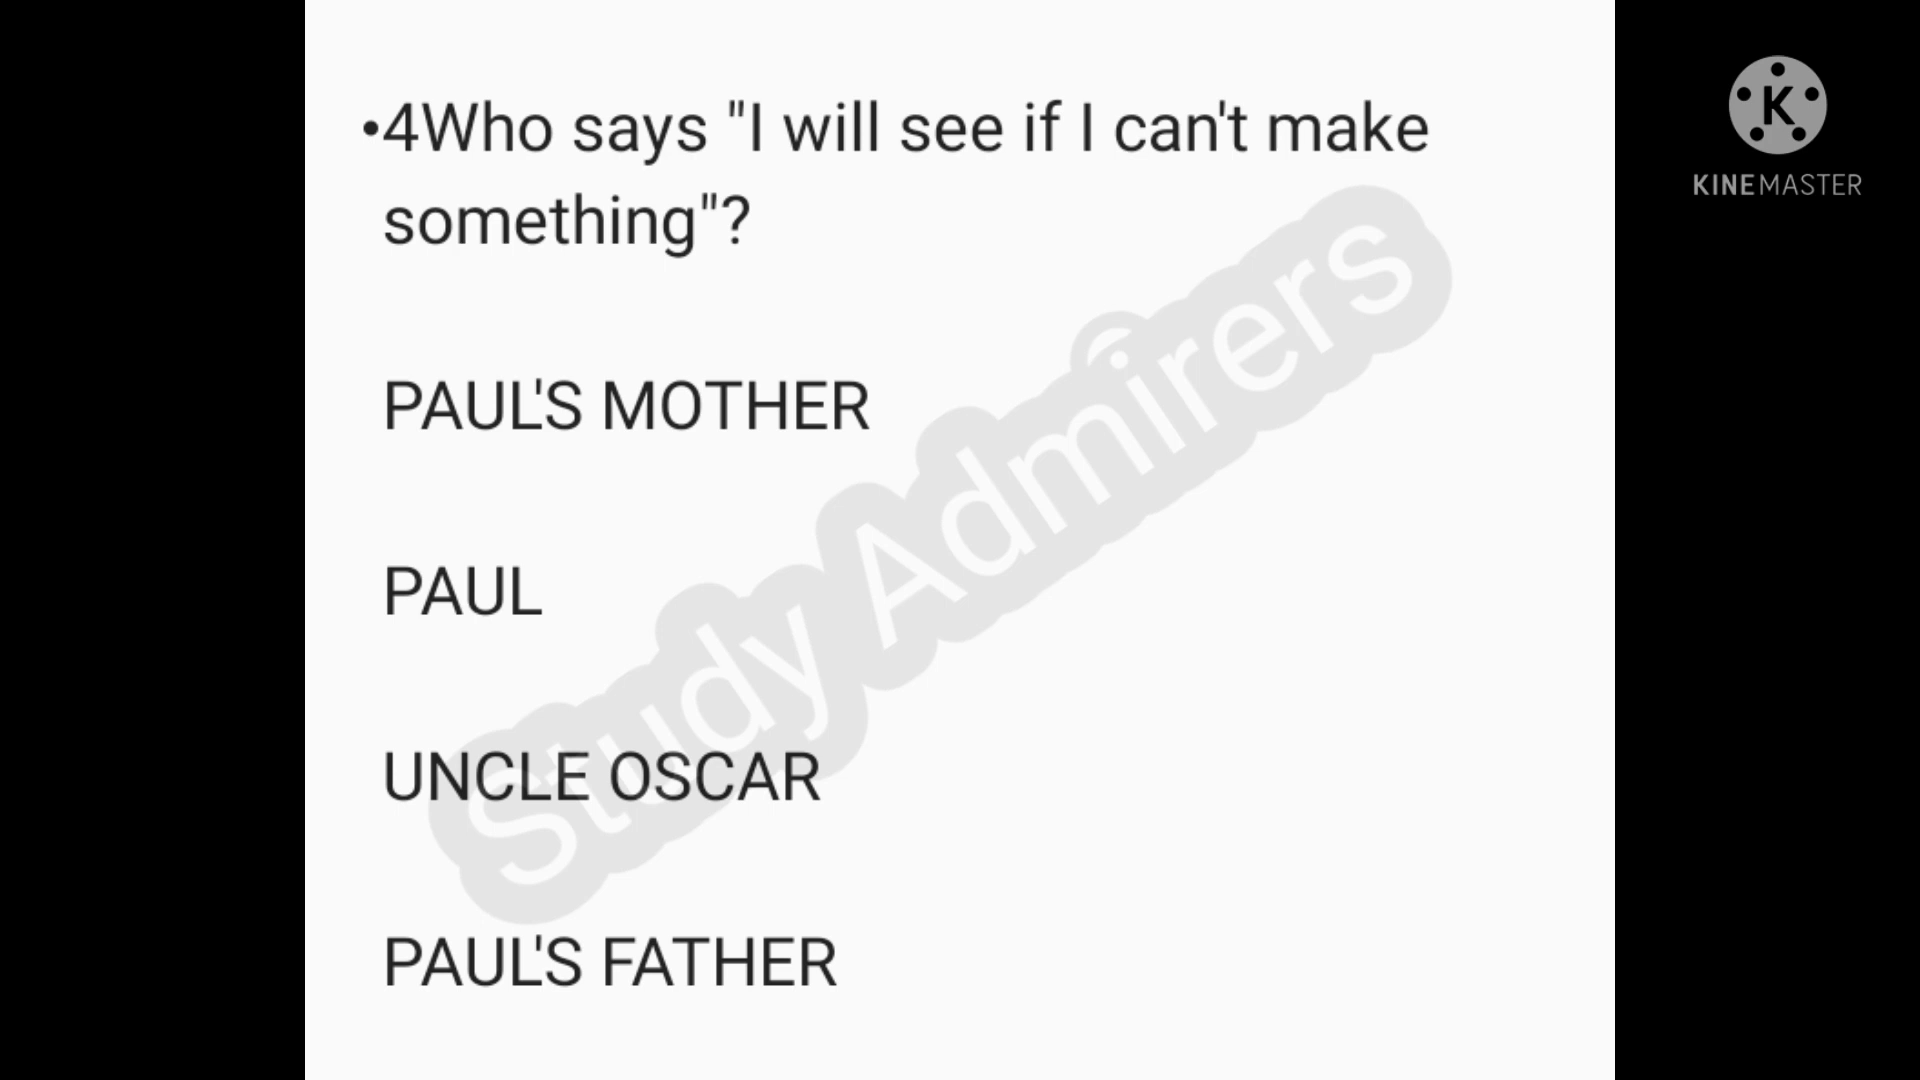 •4Who says "I will see if I can't make
something"?
PAUL'S MOTHER
PAUL
UNCLE OSCAR
PAUL'S FATHER
Study Admirers
K
KINEMASTER